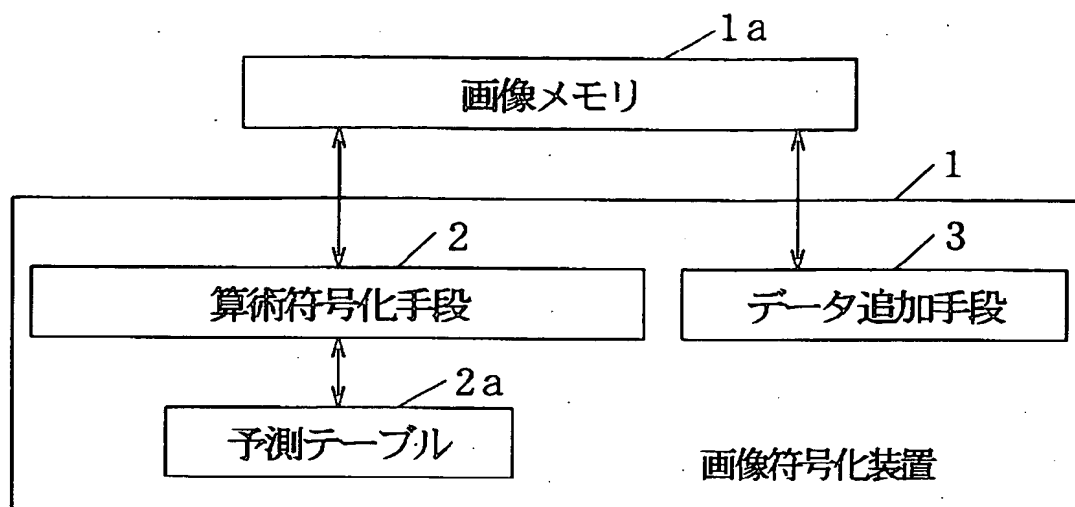 1a
画像メモリ
1
2
3
算術符号化手段
データ追加手段
2a
予測テーブル
画像符号化装置